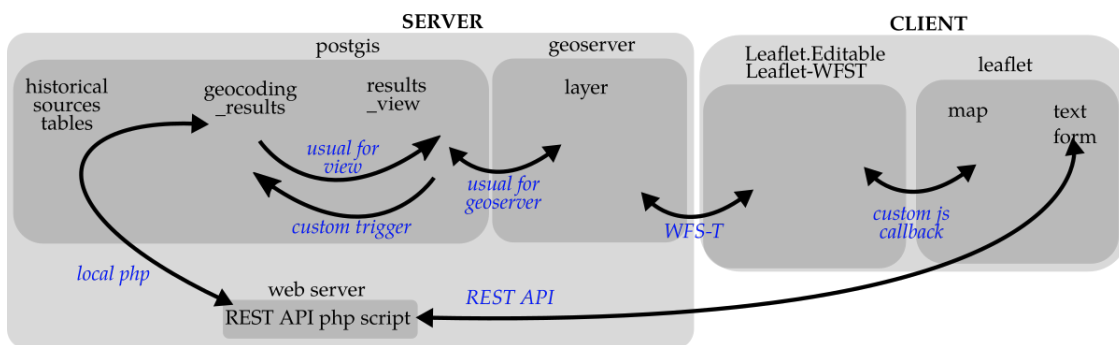 SERVER
CLIENT
postgis
geoserver
Leaflet.Editable
Leaflet-WFST
leaflet
historical
sources
tables
geocoding
_results
results
_view
layer
map
text
form
usual for
view
usual for
geoserver
custom trigger
WFS-T
custom js
callback
local php
web server
REST API
REST API php script